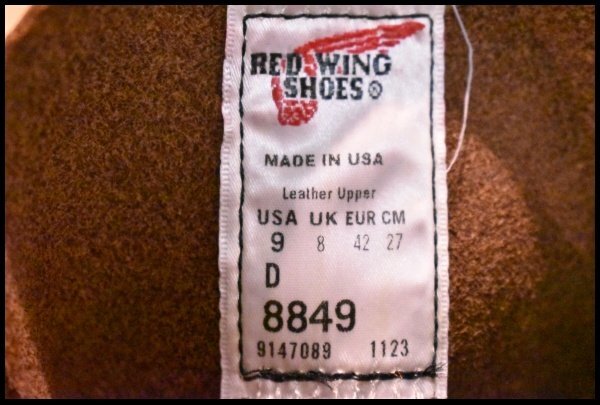 RED WING
SHOES®
MADE IN USA
Leather Upper
USA UK EUR CM
9 8 42 27
D
8849
9147089 1123